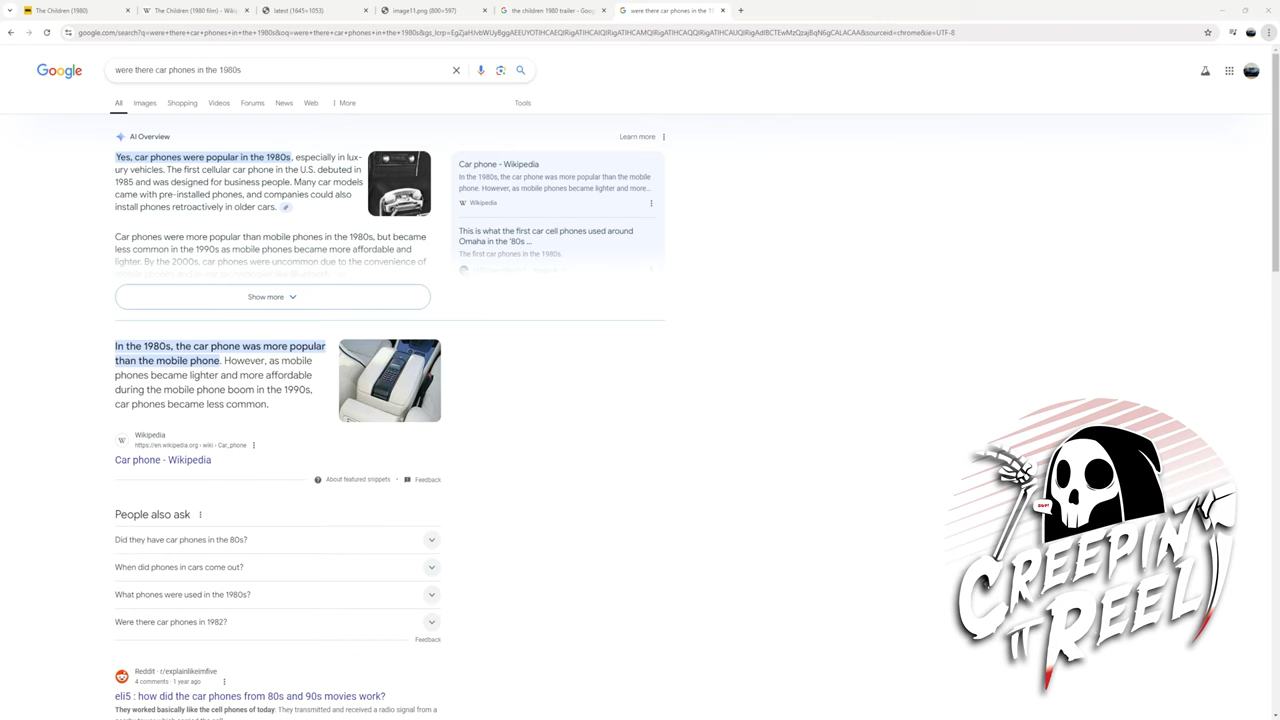 The Children (1980)
The Children (1980 film) - Wiki
latest (1645×1053)
image11.png (800×597)
the children 1980 trailer - Goog
were there car phones in the 19
Google
were there car phones in the 1980s
All
Images
Shopping
Videos
Forums
News
Web
More
Tools
AI Overview
Learn more
Yes, car phones were popular in the 1980s, especially in lux-
ury vehicles. The first cellular car phone in the U.S. debuted in
1985 and was designed for business people. Many car models
came with pre-installed phones, and companies could also
install phones retroactively in older cars.
Car phones were more popular than mobile phones in the 1980s, but became
less common in the 1990s as mobile phones became more affordable and
lighter. By the 2000s, car phones were uncommon due to the convenience of
Show more
Car phone - Wikipedia
In the 1980s, the car phone was more popular than the mobile
phone. However, as mobile phones became lighter and more...
Wikipedia
This is what the first car cell phones used around
Omaha in the '80s ...
The first car phones in the 1980s.
In the 1980s, the car phone was more popular
than the mobile phone. However, as mobile
phones became lighter and more affordable
during the mobile phone boom in the 1990s,
car phones became less common.
Wikipedia
https://en.wikipedia.org › wiki › Car_phone
Car phone - Wikipedia
About featured snippets
Feedback
People also ask
Did they have car phones in the 80s?
When did phones in cars come out?
What phones were used in the 1980s?
Were there car phones in 1982?
Feedback
Reddit · r/explainlikeimfive
4 comments · 1 year ago
eli5 : how did the car phones from 80s and 90s movies work?
They worked basically like the cell phones of today. They transmitted and received a radio signal from a
CREEPIN'
IT REEL